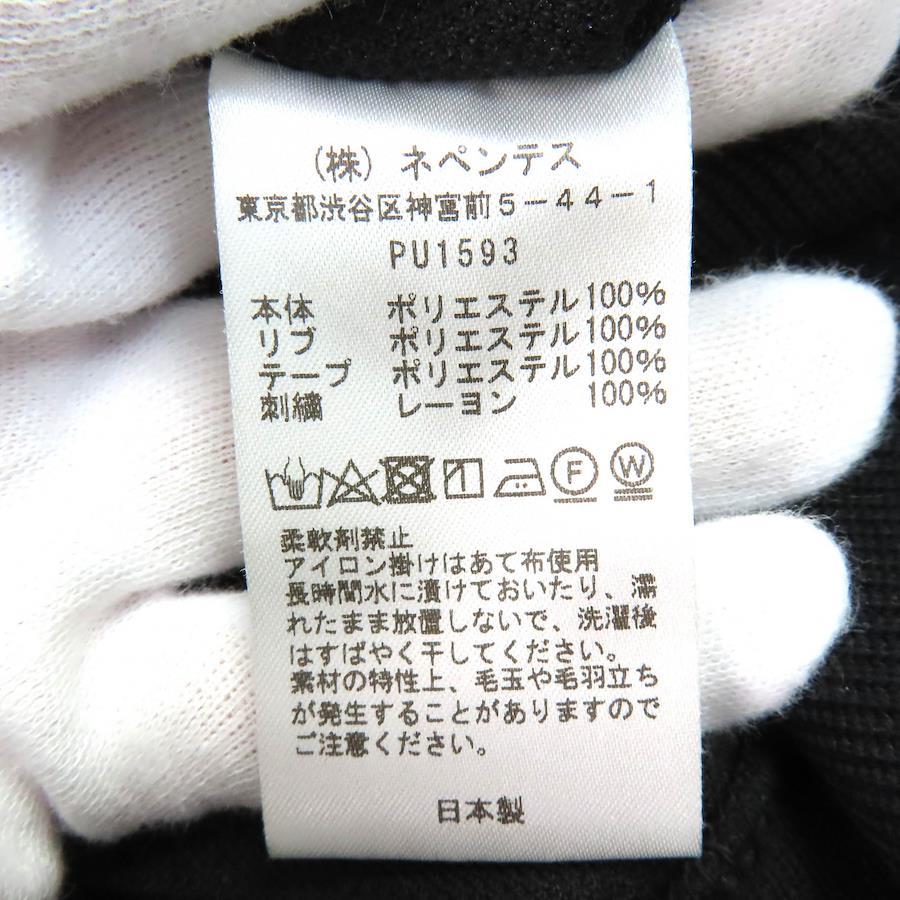 (株) ネペンテス
東京都渋谷区神宮前5-44-1
PU1593
本体 ポリエステル100%
リブ ポリエステル100%
テープ ポリエステル100%
刺繍 レーヨン 100%
F W
柔軟剤禁止
アイロン掛けはあて布使用
長時間水に漬けておいたり、濡
れたまま放置しないで、洗濯後
はすばやく干してください。
素材の特性上、毛玉や毛羽立ち
が発生することがありますので
ご注意ください。
日本製